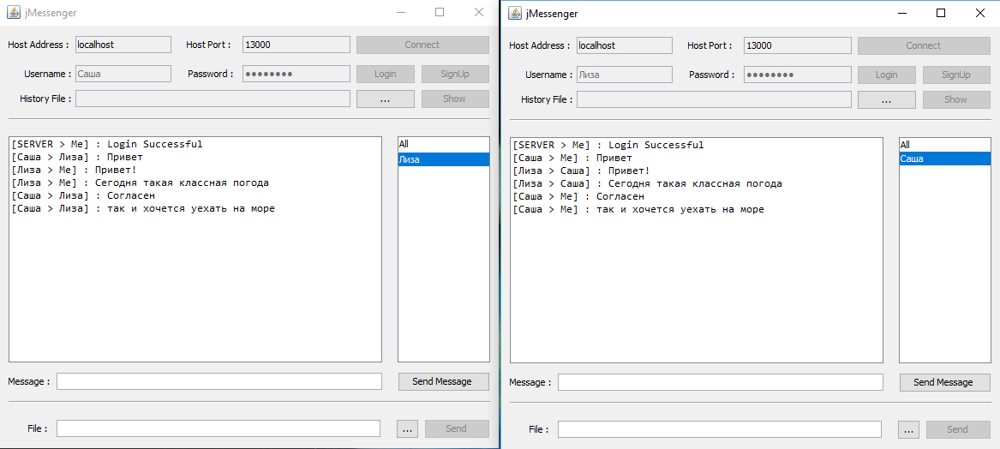 jMessenger
Host Address : localhost Host Port : 13000 Connect
Username : Саша Password : ●●●●●●●● Login SignUp
History File : ... Show
[SERVER > Me] : Login Successful
[Саша > Лиза] : Привет
[Лиза > Me] : Привет!
[Лиза > Me] : Сегодня такая классная погода
[Саша > Лиза] : Согласен
[Саша > Лиза] : так и хочется уехать на море
All
Лиза
Message : Send Message
File : ... Send
jMessenger
Host Address : localhost Host Port : 13000 Connect
Username : Лиза Password : ●●●●●●●● Login SignUp
History File : ... Show
[SERVER > Me] : Login Successful
[Саша > Me] : Привет
[Лиза > Саша] : Привет!
[Лиза > Саша] : Сегодня такая классная погода
[Саша > Me] : Согласен
[Саша > Me] : так и хочется уехать на море
All
Саша
Message : Send Message
File : ... Send